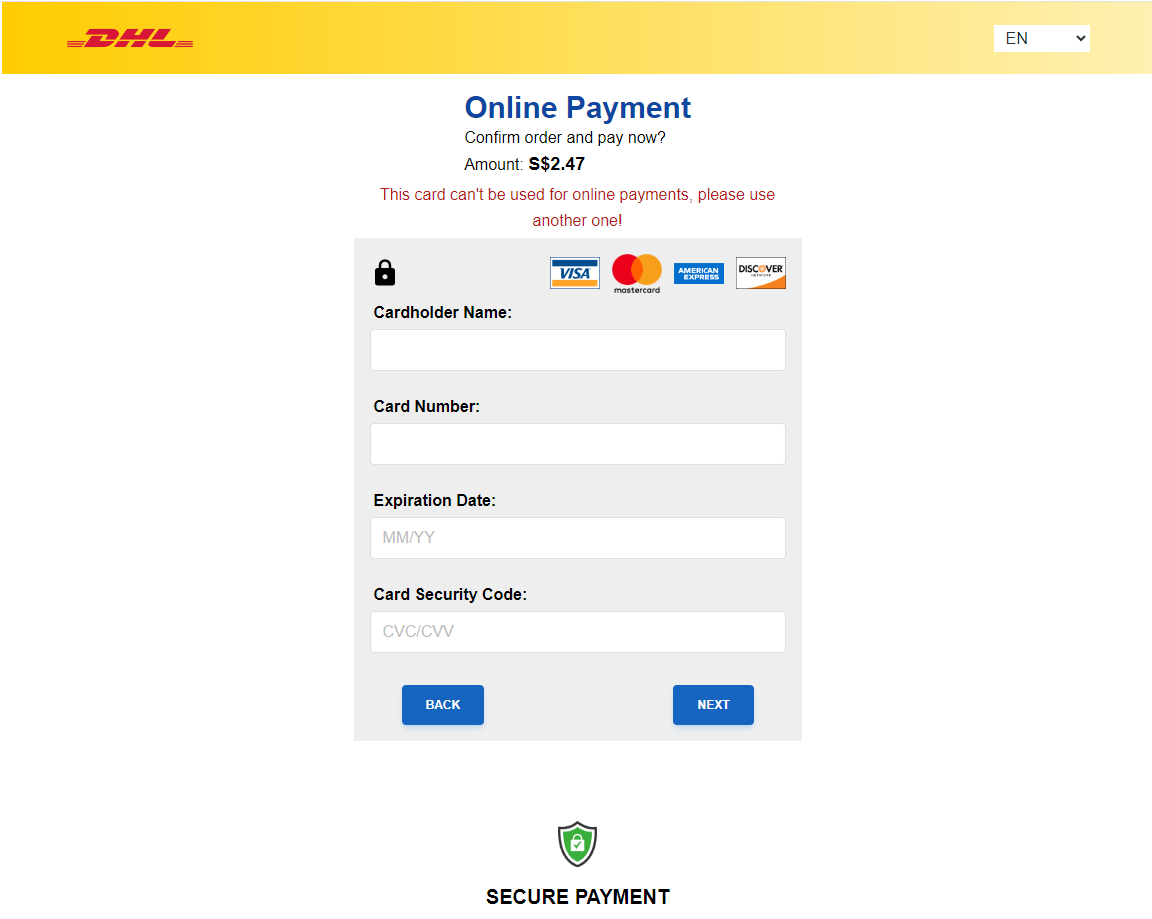 DHL
EN
Online Payment
Confirm order and pay now?
Amount: S$2.47
This card can't be used for online payments, please use
another one!
VISA
mastercard
AMERICAN
EXPRESS
DISCOVER
NETWORK
Cardholder Name:
Card Number:
Expiration Date:
MM/YY
Card Security Code:
CVC/CVV
BACK
NEXT
SECURE PAYMENT